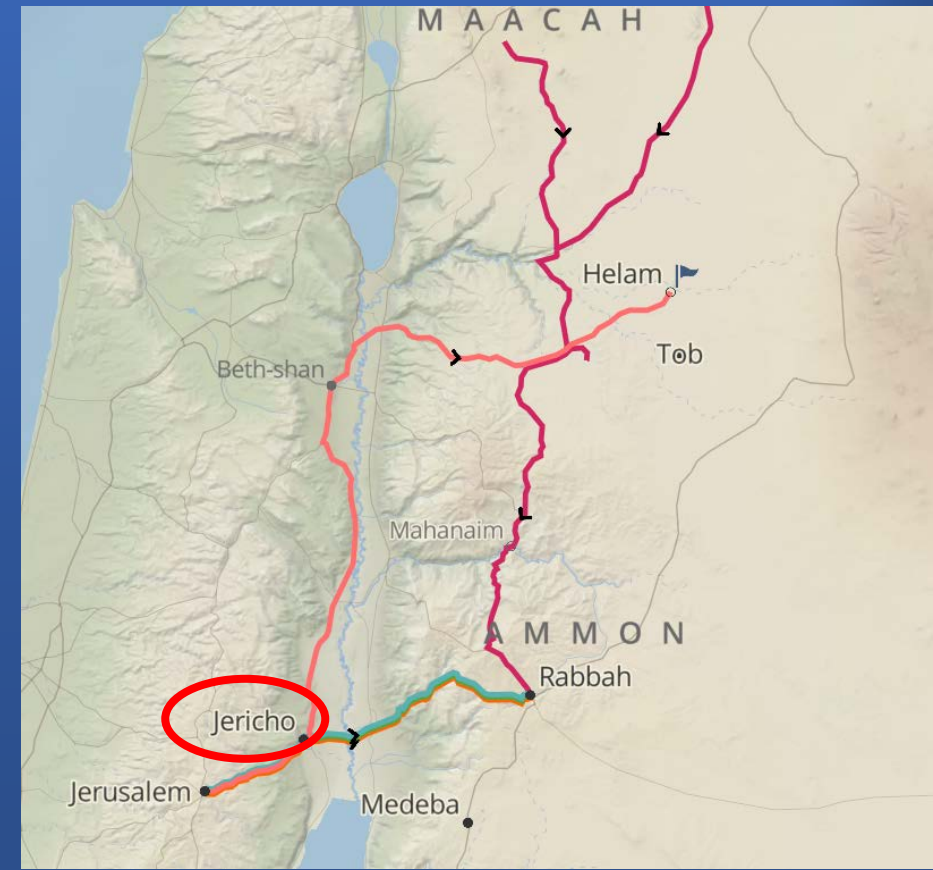 MAACAH
Helam
Tob
Beth-shan
Mahanaim
AMMON
Rabbah
Jericho
Jerusalem
Medeba